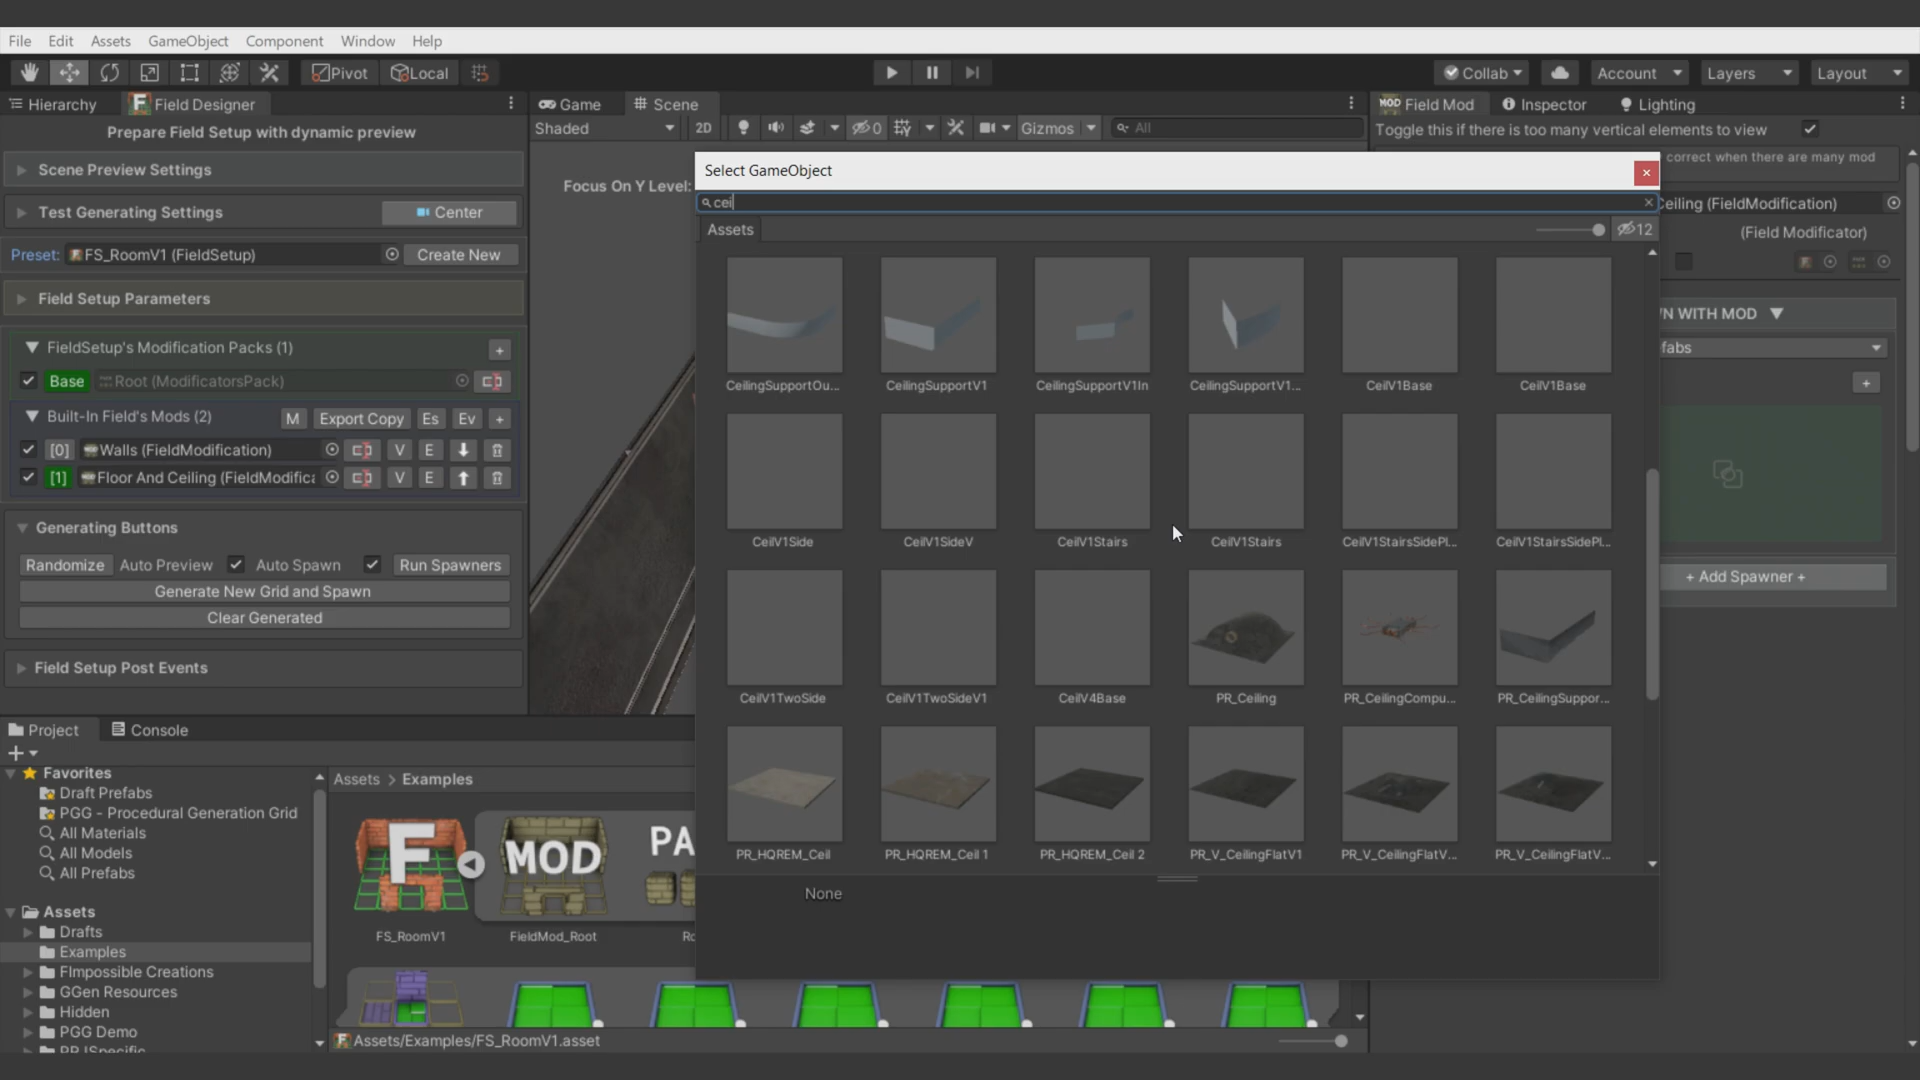 File Edit Assets GameObject Component Window Help
Pivot Local Collab Account Layers Layout
Hierarchy F Field Designer Game Scene MOD Field Mod Inspector Lighting
Prepare Field Setup with dynamic preview
Shaded 2D 0 Gizmos All
Toggle this if there is too many vertical elements to view
correct when there are many mod
Scene Preview Settings
Select GameObject
Focus On Y Level:
cei
Ceiling (FieldModification)
Test Generating Settings Center
Assets 12
(Field Modificator)
Preset: FS_RoomV1 (FieldSetup) Create New
Field Setup Parameters
N WITH MOD
FieldSetup's Modification Packs (1) +
fabs
Base Root (ModificatorsPack)
+
CeilingSupportOu... CeilingSupportV1 CeilingSupportV1In CeilingSupportV1... CeilV1Base CeilV1Base
Built-In Field's Mods (2) M Export Copy Es Ev +
[0] Walls (FieldModification) V E
[1] Floor And Ceiling (FieldModifica V E
Generating Buttons
CeilV1Side CeilV1SideV CeilV1Stairs CeilV1Stairs CeilV1StairsSidePl... CeilV1StairsSidePl...
Randomize Auto Preview Auto Spawn Run Spawners
+ Add Spawner +
Generate New Grid and Spawn
Clear Generated
Field Setup Post Events
CeilV1TwoSide CeilV1TwoSideV1 CeilV4Base PR_Ceiling PR_CeilingCompu... PR_CeilingSuppor...
Project Console
+
Favorites
Assets > Examples
Draft Prefabs
PGG - Procedural Generation Grid
All Materials
All Models
All Prefabs
F MOD PA
PR_HQREM_Ceil PR_HQREM_Ceil 1 PR_HQREM_Ceil 2 PR_V_CeilingFlatV1 PR_V_CeilingFlatV... PR_V_CeilingFlatV...
None
Assets
Drafts
FS_RoomV1 FieldMod_Root Ro
Examples
FImpossible Creations
GGen Resources
Hidden
PGG Demo
PRJSpecific
Assets/Examples/FS_RoomV1.asset